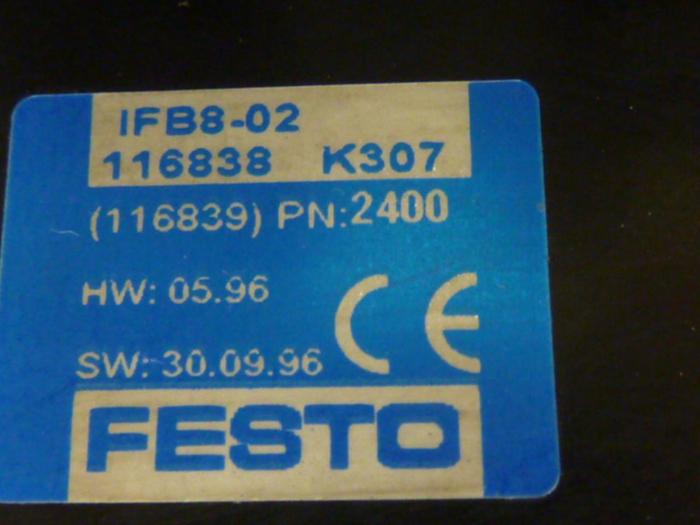 IFB8-02
116838 K307
(116839) PN:2400
HW: 05.96
SW: 30.09.96
CE
FESTO